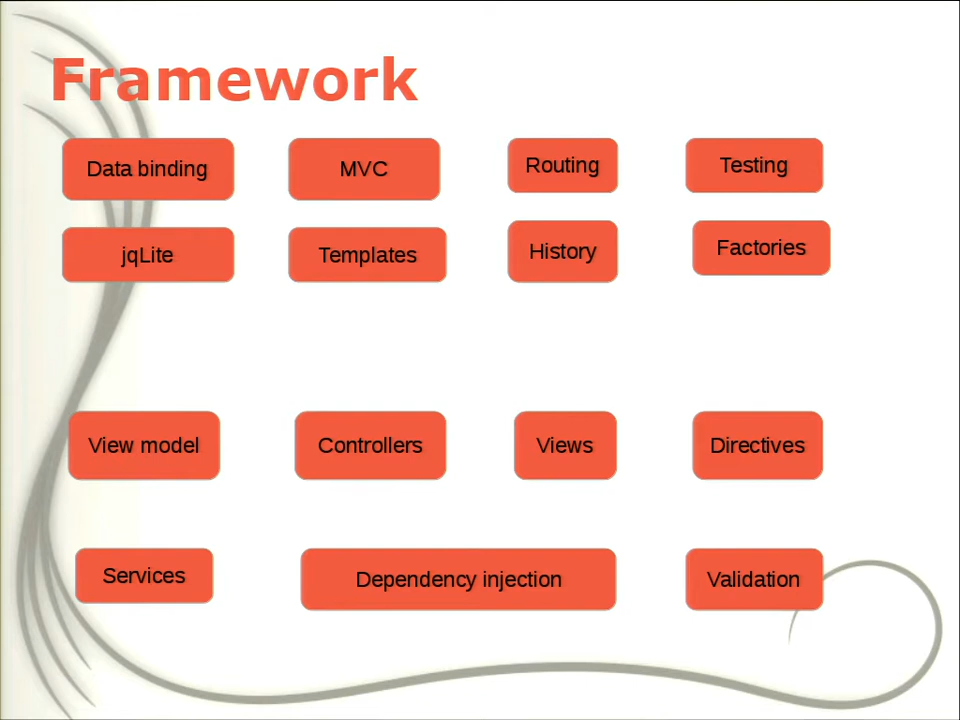 Framework
Data binding
MVC
Routing
Testing
jqLite
Templates
History
Factories
View model
Controllers
Views
Directives
Services
Dependency injection
Validation